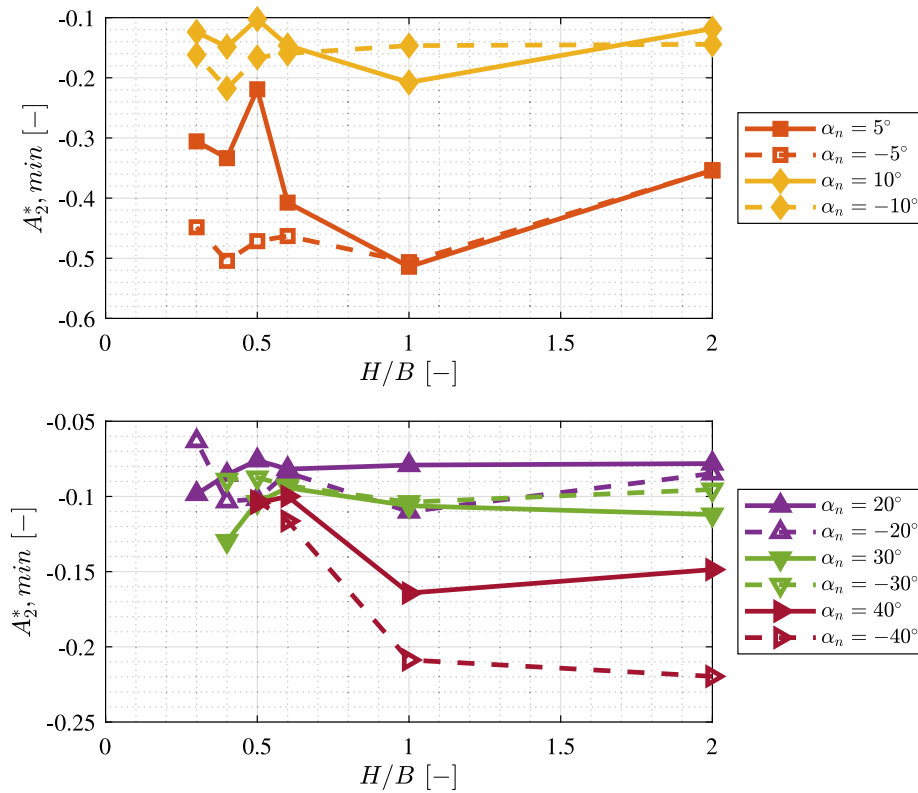 -0.1
-0.2
-0.3
-0.4
-0.5
-0.6
A₂*, min [−]
0
0.5
1
1.5
2
H/B [−]
αₙ = 5°
αₙ = −5°
αₙ = 10°
αₙ = −10°
-0.05
-0.1
-0.15
-0.2
-0.25
A₂*, min [−]
0
0.5
1
1.5
2
H/B [−]
αₙ = 20°
αₙ = −20°
αₙ = 30°
αₙ = −30°
αₙ = 40°
αₙ = −40°